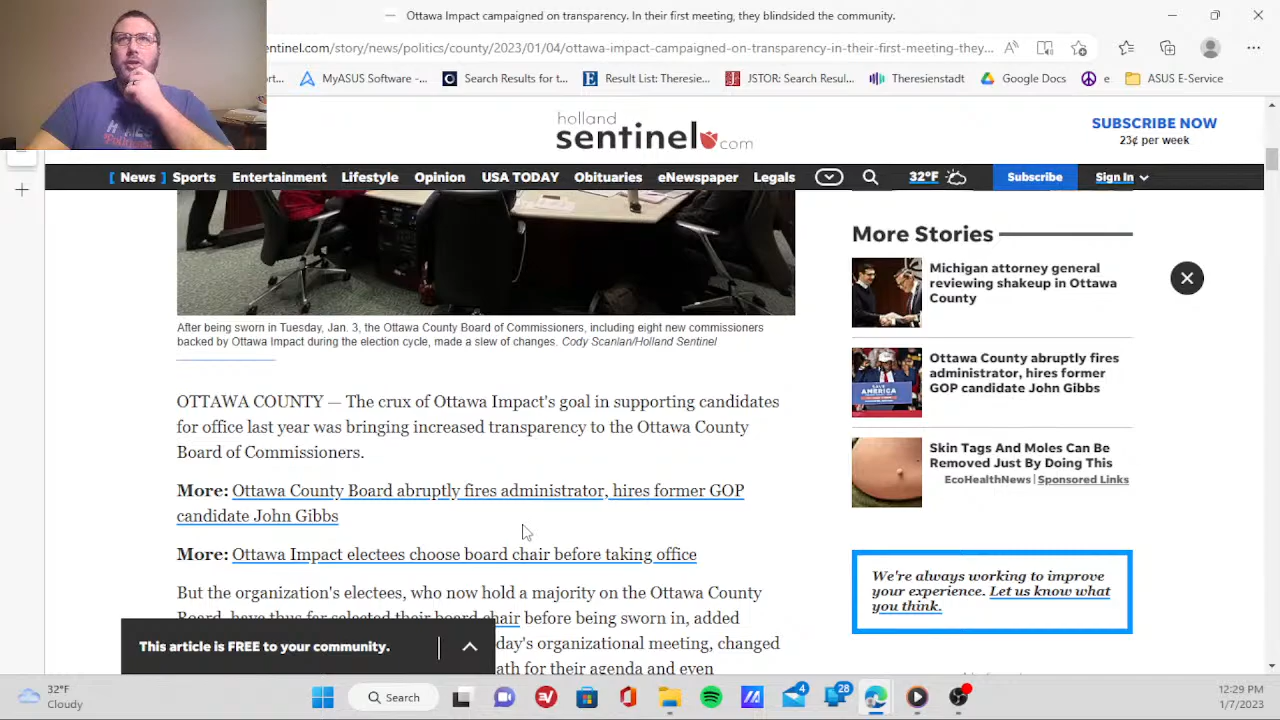 Ottawa Impact campaigned on transparency. In their first meeting, they blindsided the community.
entinel.com/story/news/politics/county/2023/01/04/ottawa-impact-campaigned-on-transparency-in-their-first-meeting-they...
ort...
MyASUS Software -...
Search Results for t...
Result List: Theresie...
JSTOR: Search Resul...
Theresienstadt
Google Docs
e
ASUS E-Service
holland
sentinel.com
SUBSCRIBE NOW
23¢ per week
[ News ] Sports Entertainment Lifestyle Opinion USA TODAY Obituaries eNewspaper Legals 32°F Subscribe Sign In
After being sworn in Tuesday, Jan. 3, the Ottawa County Board of Commissioners, including eight new commissioners
backed by Ottawa Impact during the election cycle, made a slew of changes. Cody Scanlan/Holland Sentinel
OTTAWA COUNTY — The crux of Ottawa Impact's goal in supporting candidates
for office last year was bringing increased transparency to the Ottawa County
Board of Commissioners.
More: Ottawa County Board abruptly fires administrator, hires former GOP
candidate John Gibbs
More: Ottawa Impact electees choose board chair before taking office
But the organization's electees, who now hold a majority on the Ottawa County
Board, have thus far selected their board chair before being sworn in, added
day's organizational meeting, changed
ath for their agenda and even
This article is FREE to your community.
More Stories
Michigan attorney general
reviewing shakeup in Ottawa
County
Ottawa County abruptly fires
administrator, hires former
GOP candidate John Gibbs
Skin Tags And Moles Can Be
Removed Just By Doing This
EcoHealthNews | Sponsored Links
We're always working to improve
your experience. Let us know what
you think.
32°F
Cloudy
Search
4
28
12:29 PM
1/7/2023